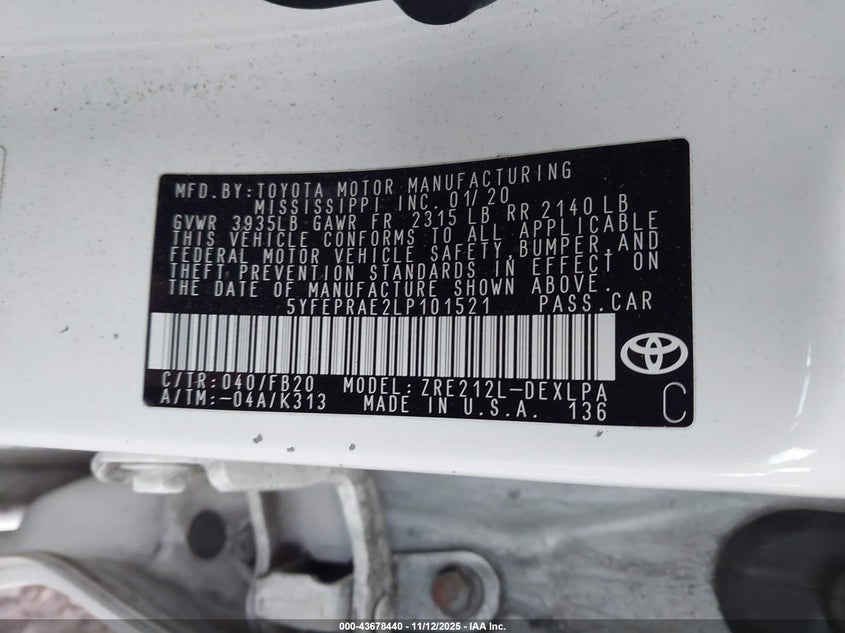 MFD.BY:TOYOTA MOTOR MANUFACTURING
MISSISSIPPI INC. 01/20
GVWR 3935LB GAWR FR 2315 LB RR 2140 LB
THIS VEHICLE CONFORMS TO ALL APPLICABLE
FEDERAL MOTOR VEHICLE SAFETY,BUMPER,AND
THEFT PREVENTION STANDARDS IN EFFECT ON
THE DATE OF MANUFACTURE SHOWN ABOVE.
5YFEPRAE2LP101521 PASS.CAR
C/TR: 040/FB20 MODEL: ZRE212L-DEXLPA
A/TM:-04A/K313 MADE IN U.S.A. 136 C
000-43678440 - 11/12/2025 - IAA Inc.